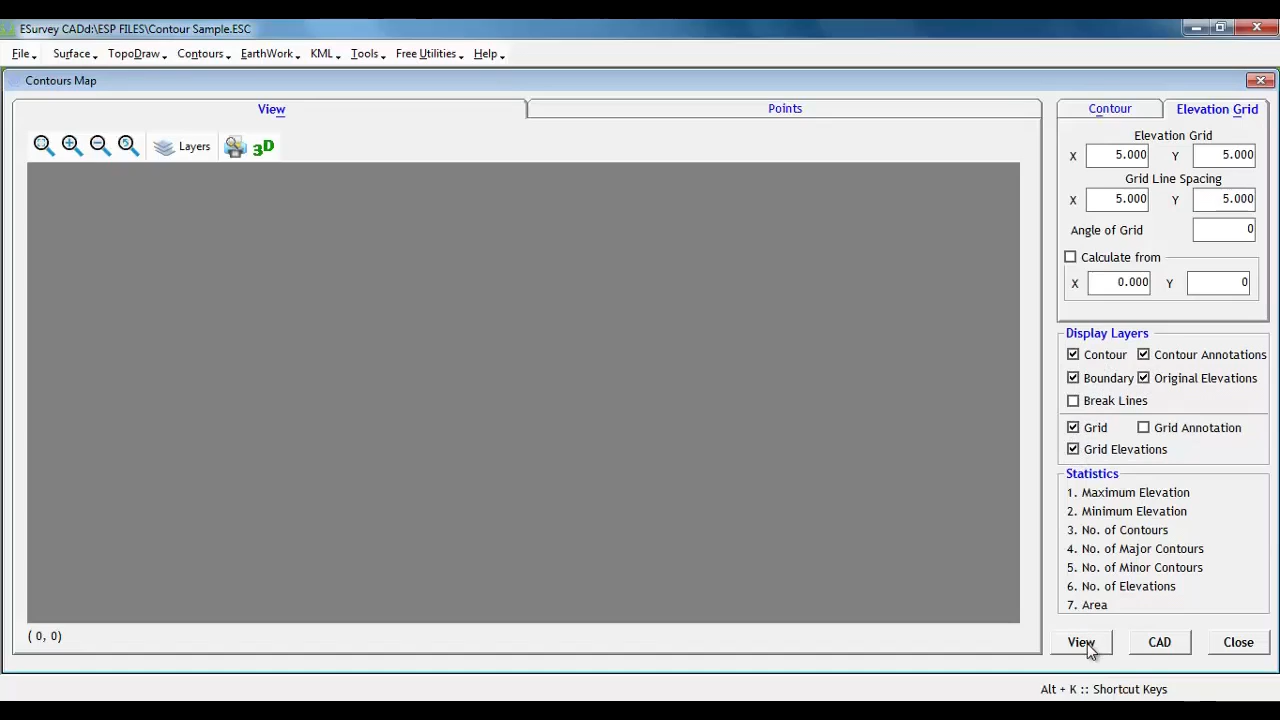 ESurvey CADd:\ESP FILES\Contour Sample.ESC
File Surface TopoDraw Contours EarthWork KML Tools Free Utilities Help
Contours Map
View Points Contour Elevation Grid
Layers 3D
Elevation Grid
X 5.000 Y 5.000
Grid Line Spacing
X 5.000 Y 5.000
Angle of Grid 0
Calculate from
X 0.000 Y 0
Display Layers
Contour Contour Annotations
Boundary Original Elevations
Break Lines
Grid Grid Annotation
Grid Elevations
Statistics
1. Maximum Elevation
2. Minimum Elevation
3. No. of Contours
4. No. of Major Contours
5. No. of Minor Contours
6. No. of Elevations
7. Area
( 0, 0)
View CAD Close
Alt + K :: Shortcut Keys